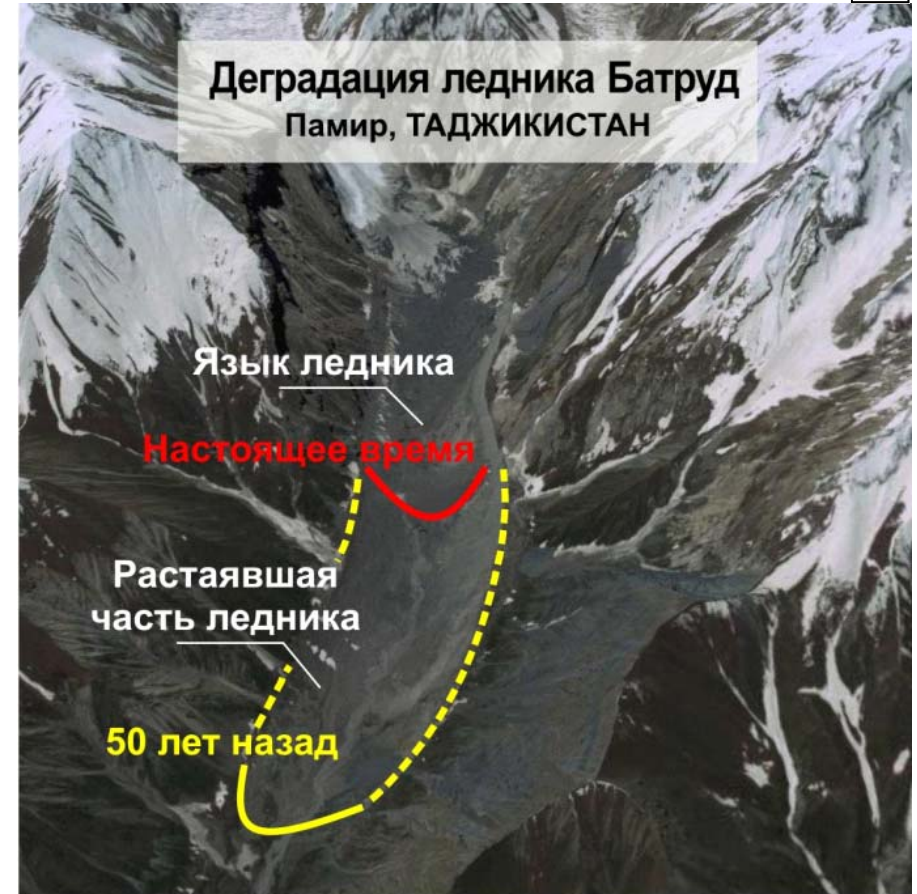 Деградация ледника Батруд
Памир, ТАДЖИКИСТАН
Язык ледника
Настоящее время
Растаявшая
часть ледника
50 лет назад